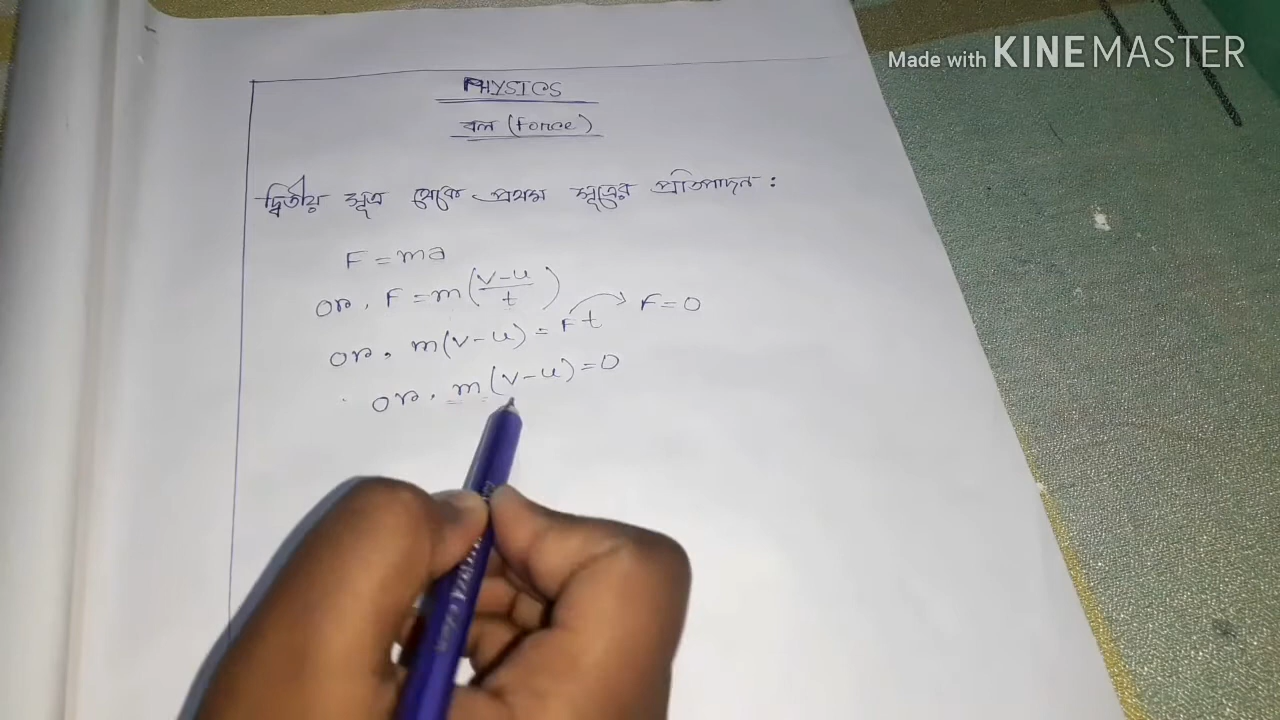 Made with KINEMASTER
PHYSICS
বল (Force)
দ্বিতীয় সূত্র থেকে প্রথম সূত্রের প্রতিপাদন :
F = ma
or, F = m(v-u/t)
or, m(v-u) = Ft → F = 0
or, m(v-u) = 0